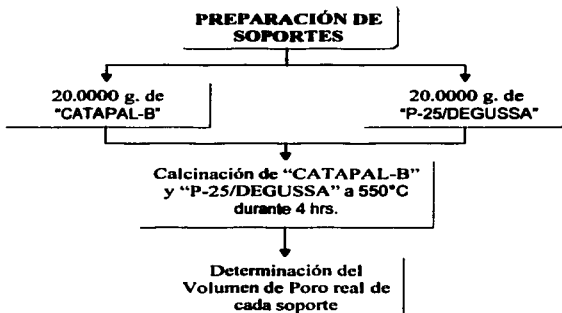 PREPARACIÓN DE
SOPORTES
20.0000 g. de
"CATAPAL-B"
20.0000 g. de
"P-25/DEGUSSA"
Calcinación de "CATAPAL-B"
y "P-25/DEGUSSA" a 550°C
durante 4 hrs.
Determinación del
Volumen de Poro real de
cada soporte